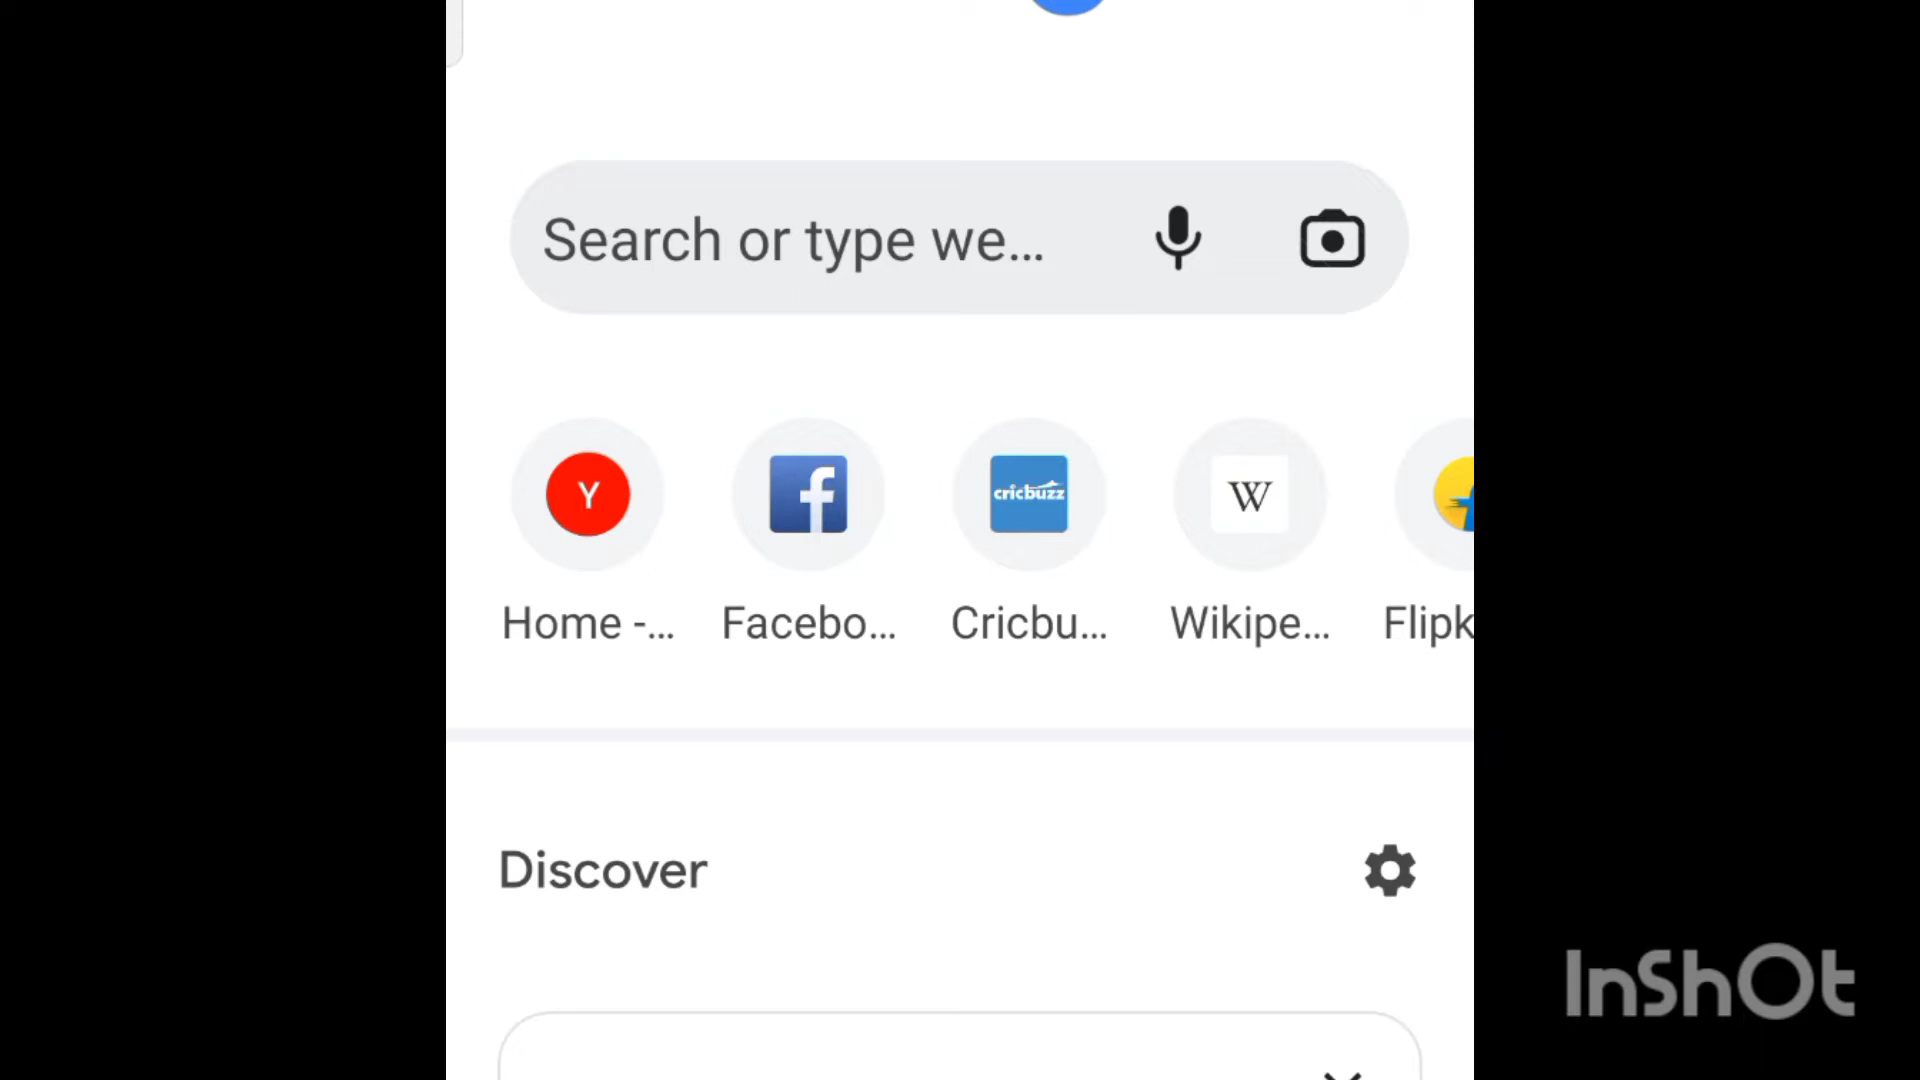 Search or type we...
Y
f
cricbuzz
W
Home -...
Facebo...
Cricbu...
Wikipe...
Flipk
Discover
InShOt